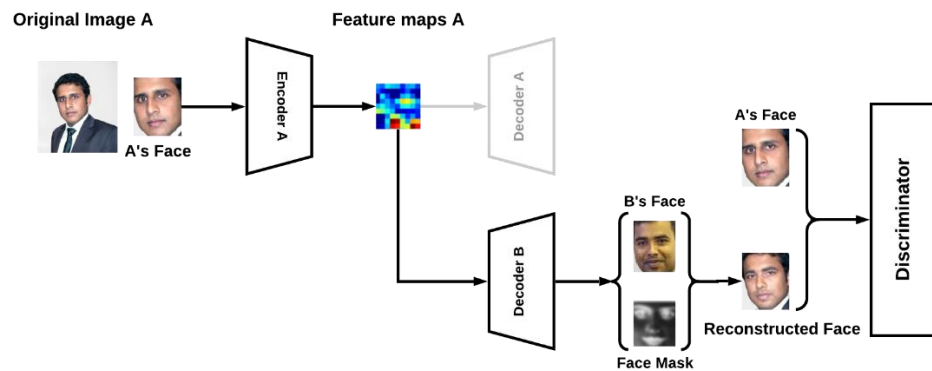 Original Image A
Feature maps A
Encoder A
Decoder A
A's Face
A's Face
B's Face
Decoder B
Discriminator
Reconstructed Face
Face Mask